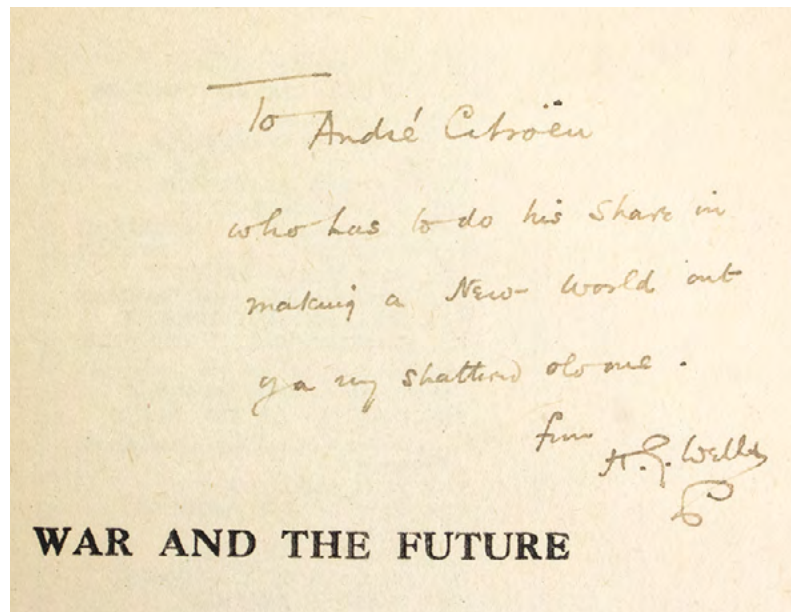 To André Citroën
who has to do his share in
making a New World out
of a very shattered old one.
from
H. G. Wells
WAR AND THE FUTURE